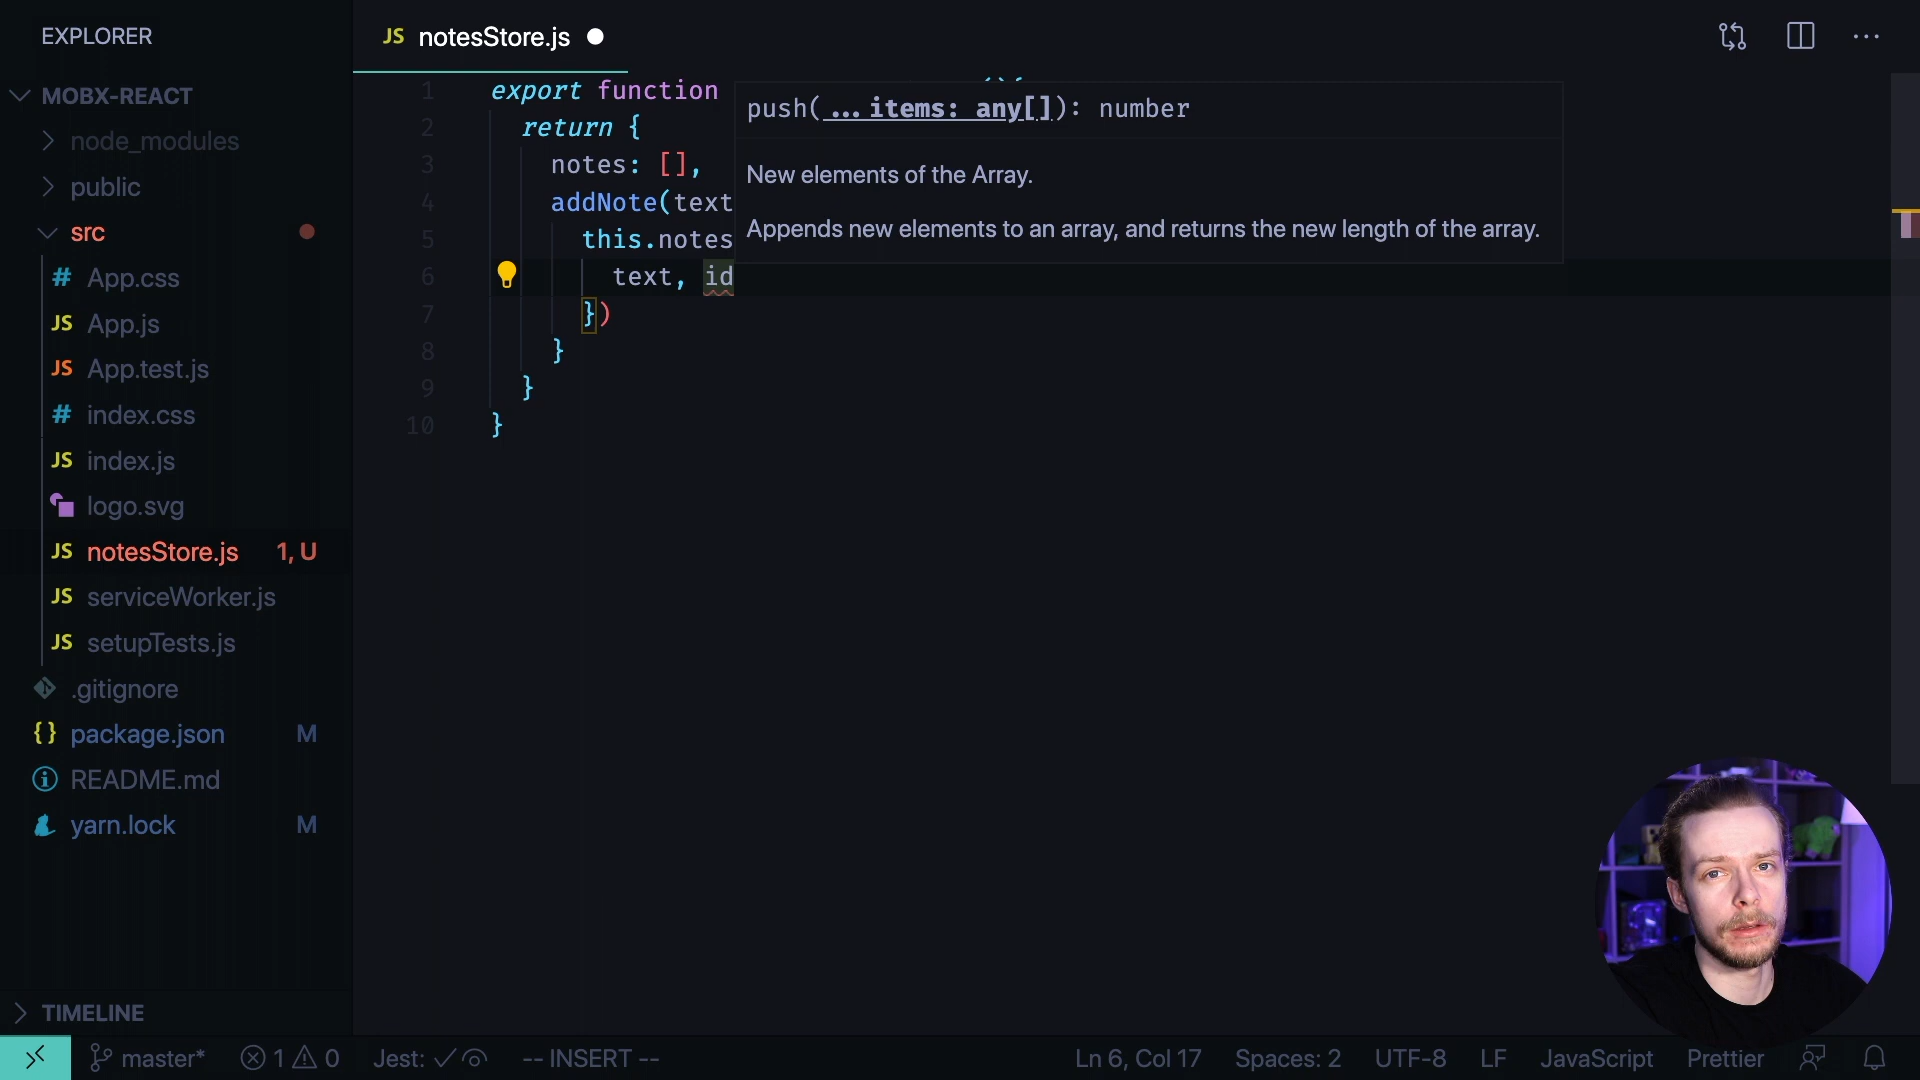 EXPLORER
MOBX-REACT
node_modules
public
src
# App.css
JS App.js
JS App.test.js
# index.css
JS index.js
logo.svg
JS notesStore.js 1, U
JS serviceWorker.js
JS setupTests.js
.gitignore
{} package.json M
README.md
yarn.lock M
TIMELINE
JS notesStore.js
1 export function
2 return {
3 notes: [],
4 addNote(text
5 this.notes
6 text, id
7 })
8 }
9 }
10 }
push(...items: any[]): number
New elements of the Array.
Appends new elements to an array, and returns the new length of the array.
master* 1 0 Jest: -- INSERT -- Ln 6, Col 17 Spaces: 2 UTF-8 LF JavaScript Prettier